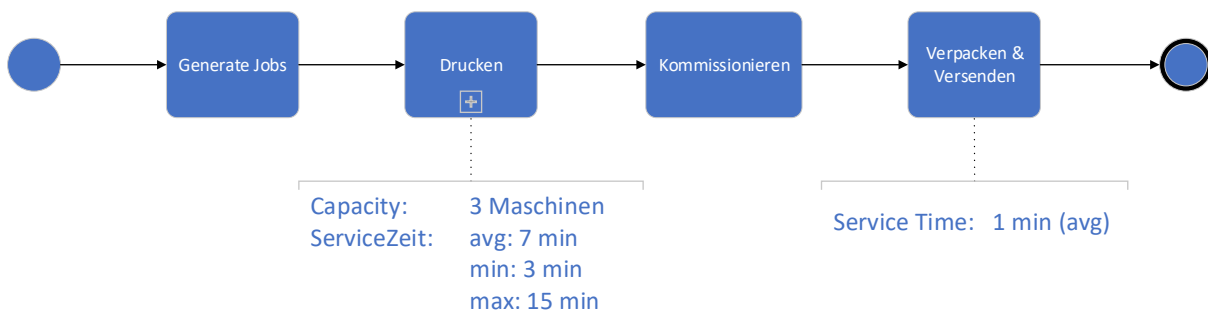 Generate Jobs
Drucken
Kommissionieren
Verpacken &
Versenden
Capacity: 3 Maschinen
ServiceZeit: avg: 7 min
min: 3 min
max: 15 min
Service Time: 1 min (avg)